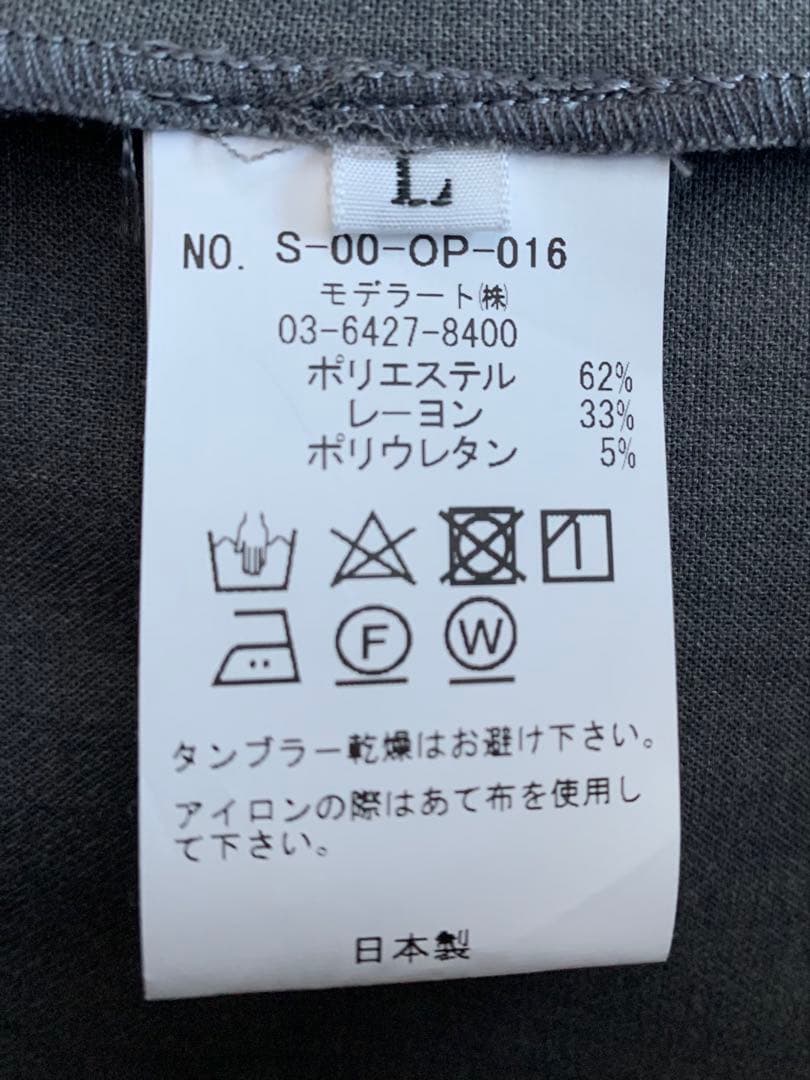 L
NO. S-00-OP-016
モデラート㈱
03-6427-8400
ポリエステル 62%
レーヨン 33%
ポリウレタン 5%
F W
タンブラー乾燥はお避け下さい。
アイロンの際はあて布を使用し
て下さい。
日本製